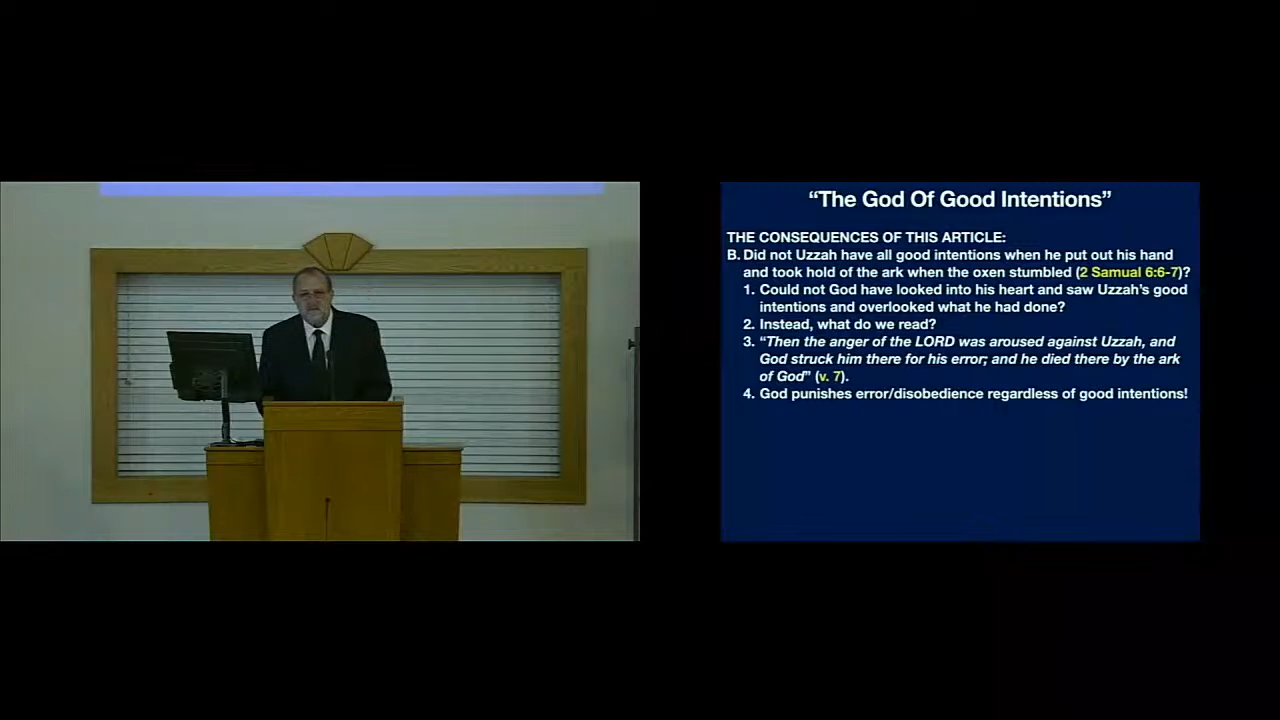 “The God Of Good Intentions”
THE CONSEQUENCES OF THIS ARTICLE:
B. Did not Uzzah have all good intentions when he put out his hand
and took hold of the ark when the oxen stumbled (2 Samual 6:6-7)?
1. Could not God have looked into his heart and saw Uzzah’s good
intentions and overlooked what he had done?
2. Instead, what do we read?
3. “Then the anger of the LORD was aroused against Uzzah, and
God struck him there for his error; and he died there by the ark
of God” (v. 7).
4. God punishes error/disobedience regardless of good intentions!